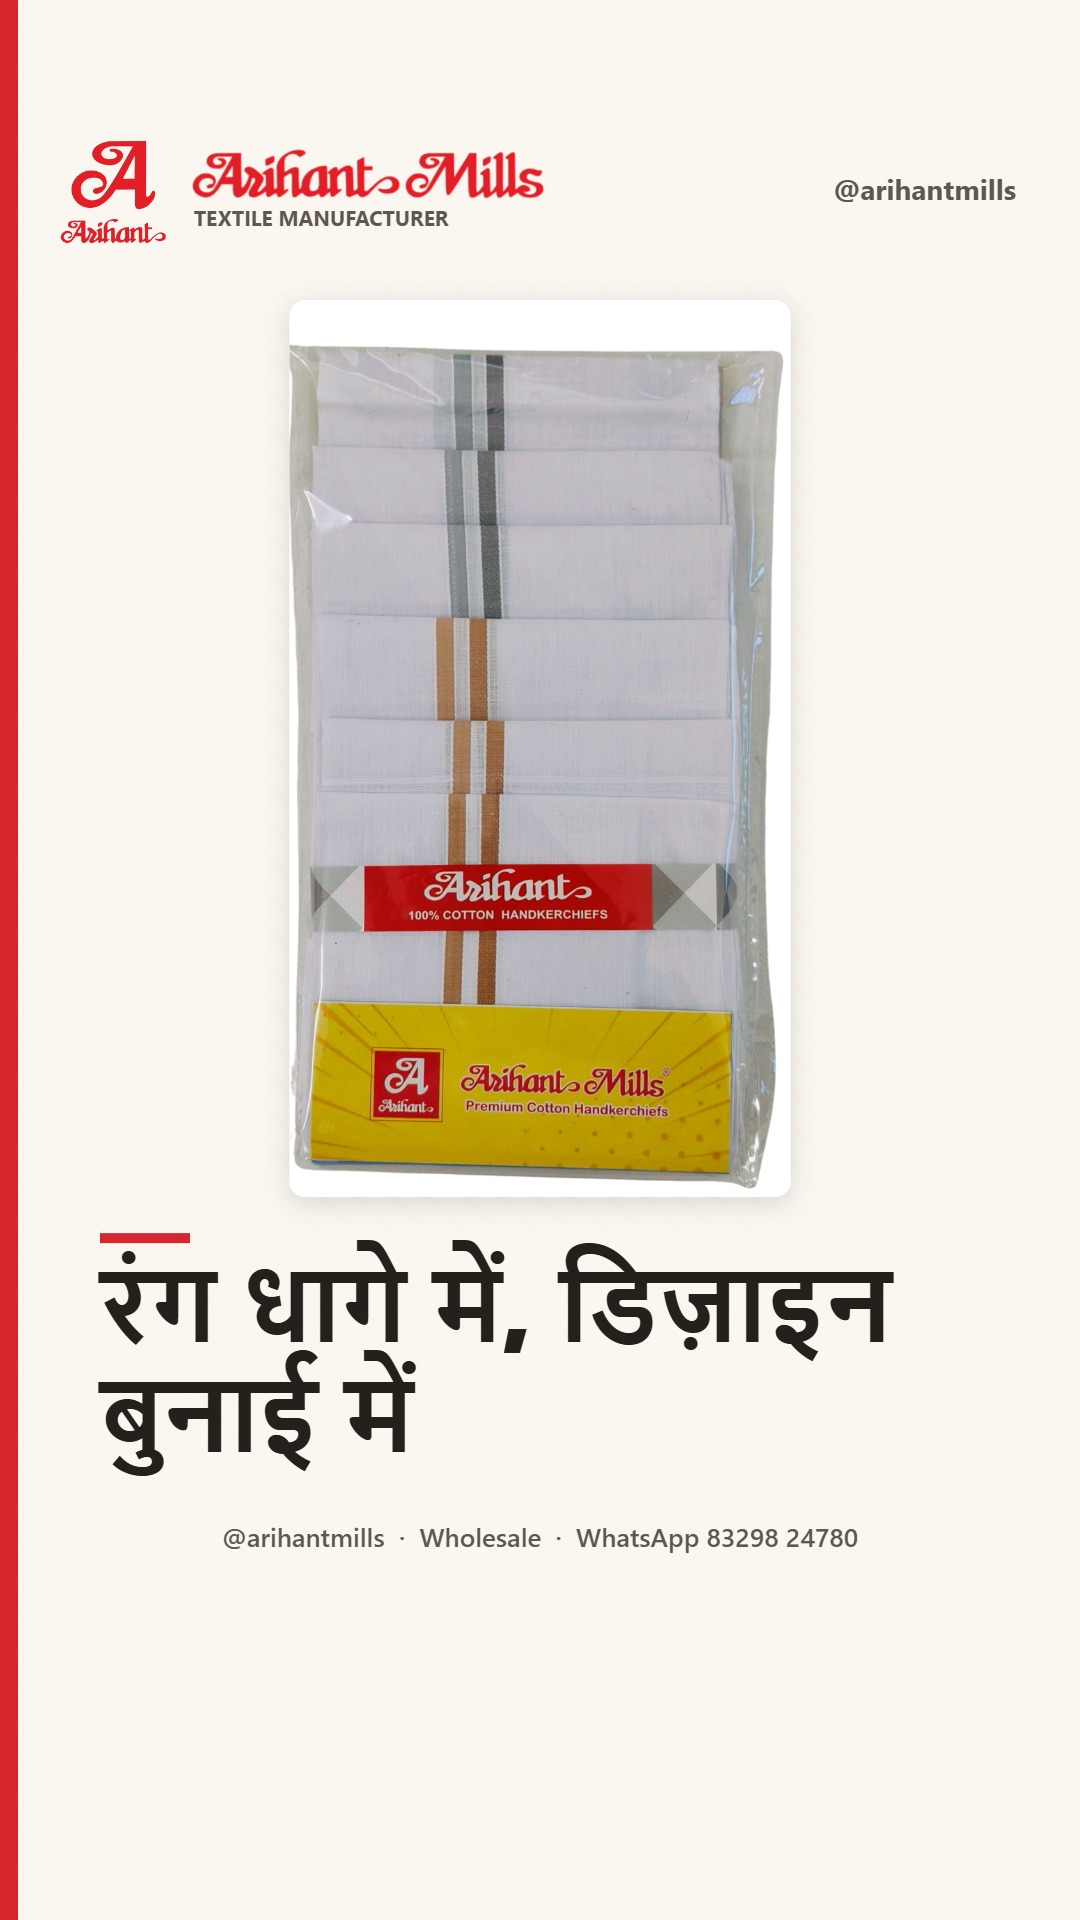 A
Arihant
Arihant Mills
TEXTILE MANUFACTURER
@arihantmills
Arihant
100% COTTON HANDKERCHIEFS
A
Arihant
Arihant Mills®
Premium Cotton Handkerchiefs
रंग धागे में, डिज़ाइन
बुनाई में
@arihantmills · Wholesale · WhatsApp 83298 24780